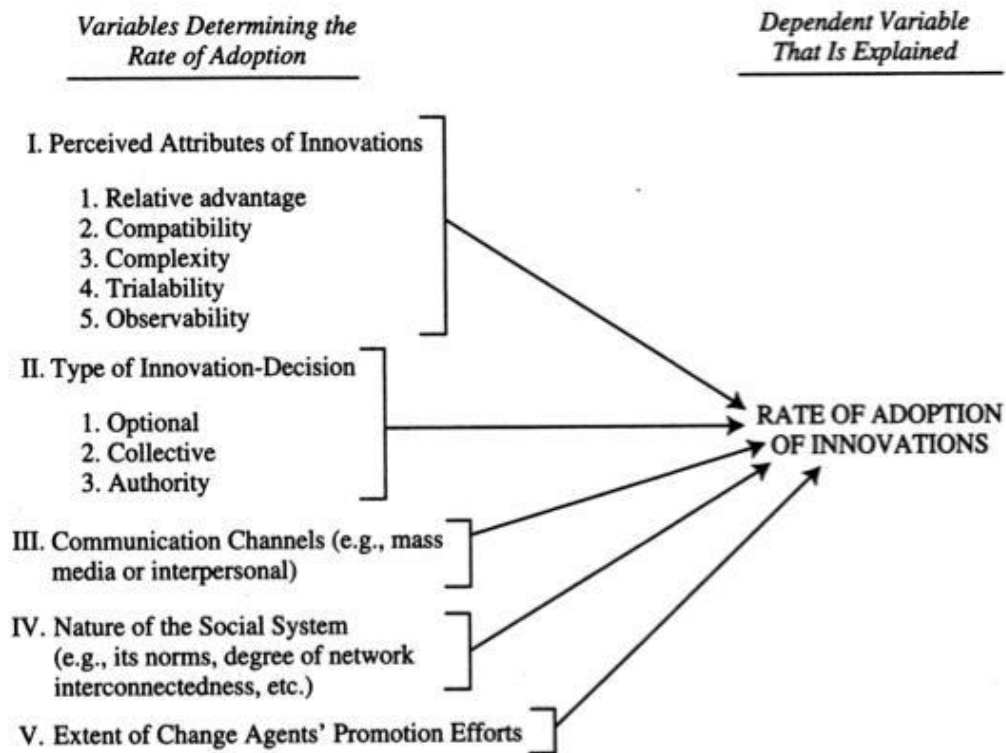 Variables Determining the
Rate of Adoption
Dependent Variable
That Is Explained
I. Perceived Attributes of Innovations
1. Relative advantage
2. Compatibility
3. Complexity
4. Trialability
5. Observability
II. Type of Innovation-Decision
1. Optional
2. Collective
3. Authority
RATE OF ADOPTION
OF INNOVATIONS
III. Communication Channels (e.g., mass
media or interpersonal)
IV. Nature of the Social System
(e.g., its norms, degree of network
interconnectedness, etc.)
V. Extent of Change Agents' Promotion Efforts